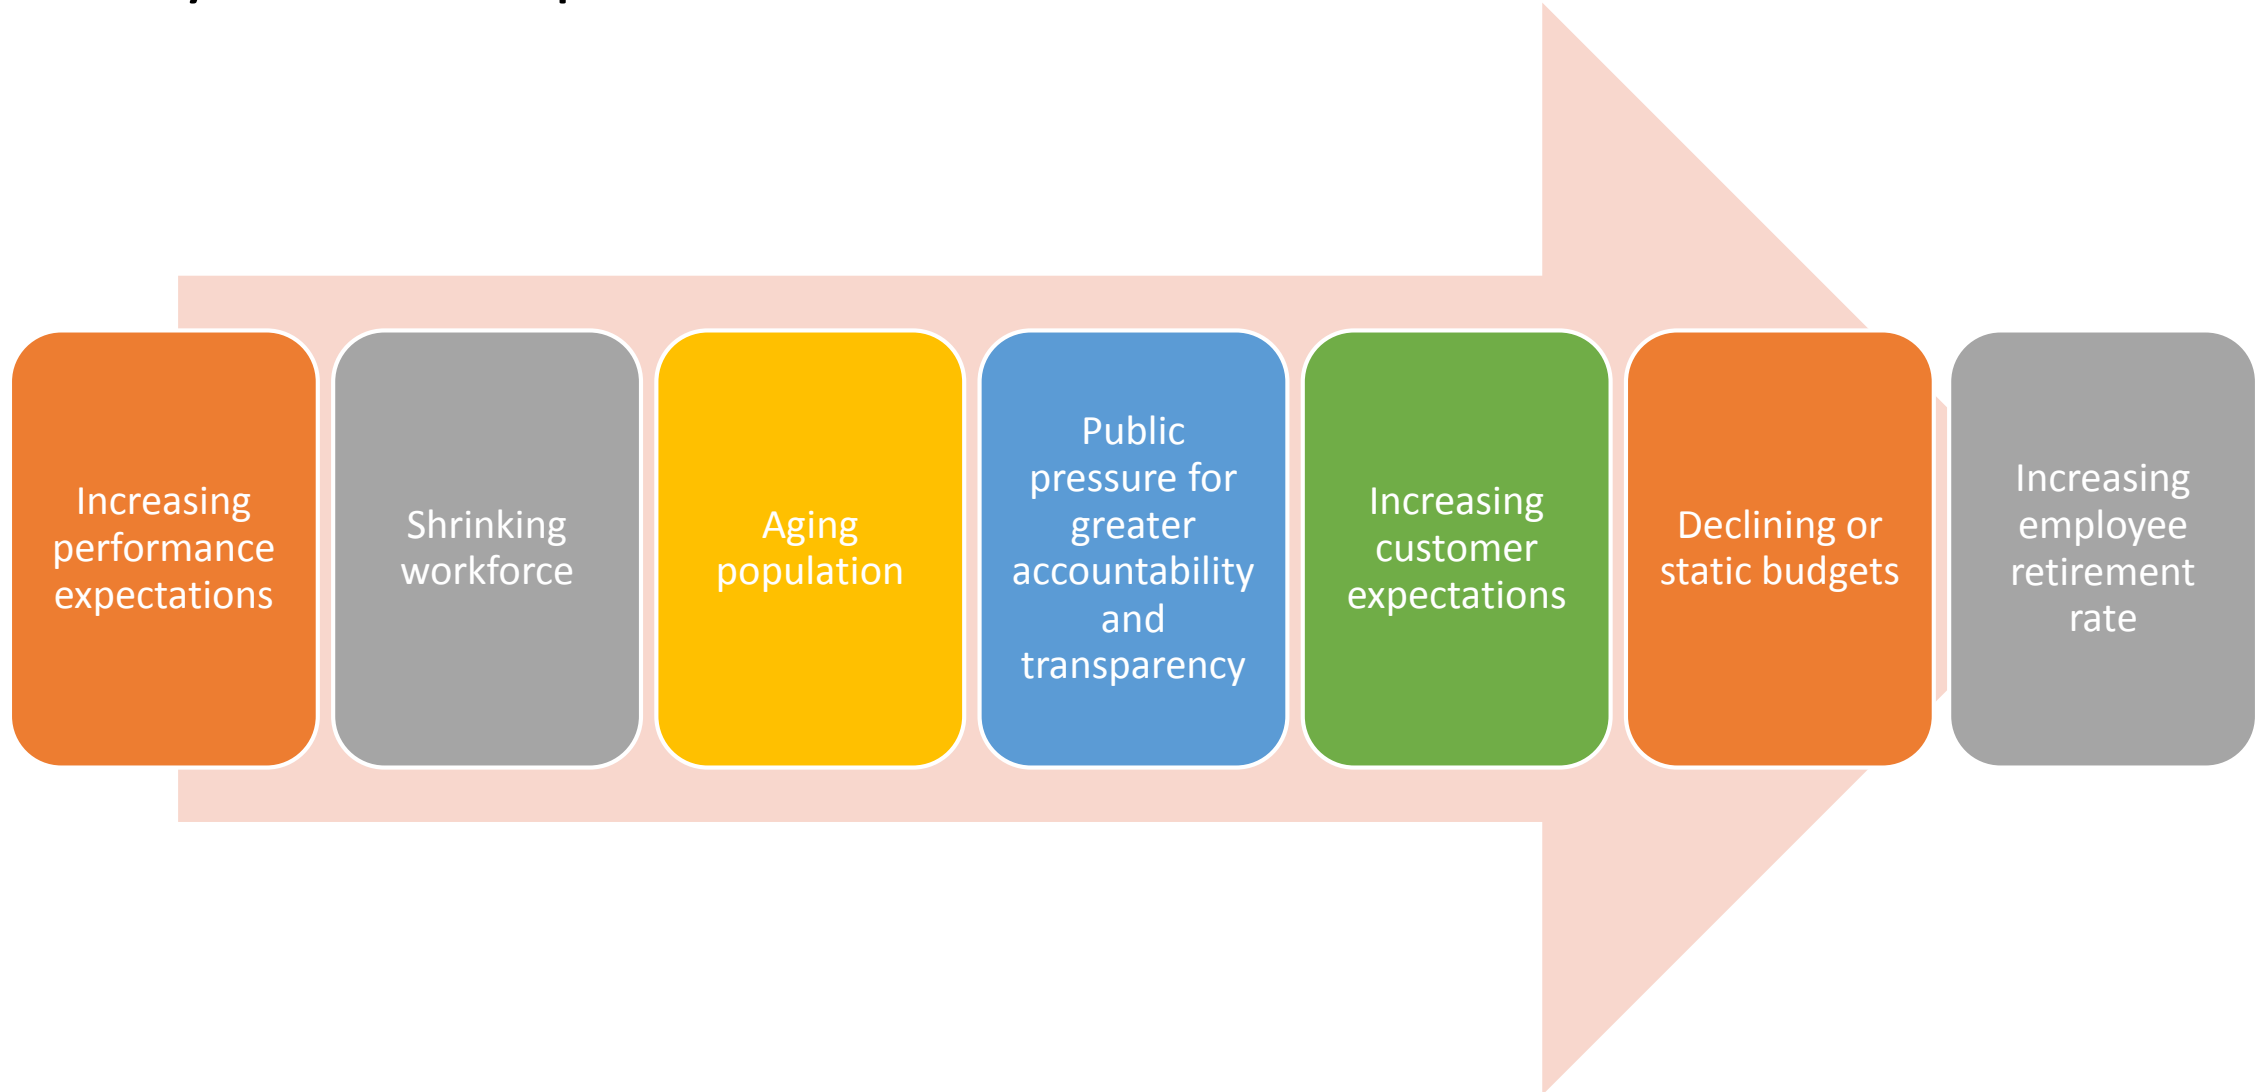 Increasing
performance
expectations
Shrinking
workforce
Aging
population
Public
pressure for
greater
accountability
and
transparency
Increasing
customer
expectations
Declining or
static budgets
Increasing
employee
retirement
rate